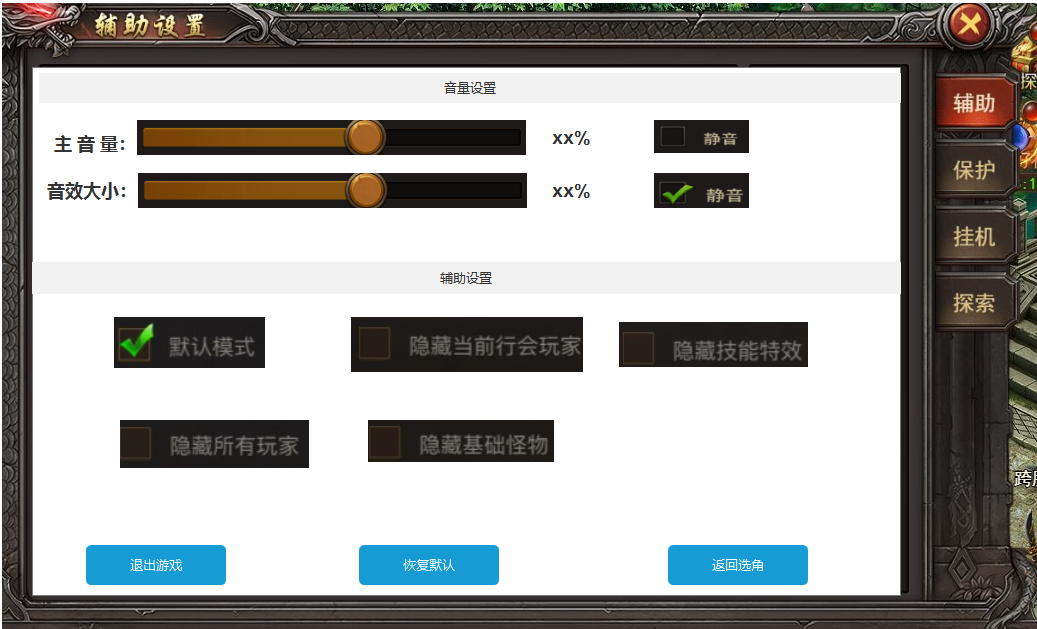 辅助设置
音量设置
主 音 量： xx% 静音
音效大小： xx% 静音
辅助设置
默认模式 隐藏当前行会玩家 隐藏技能特效
隐藏所有玩家 隐藏基础怪物
退出游戏 恢复默认 返回选角
辅助
保护
挂机
探索
探
:1
跨